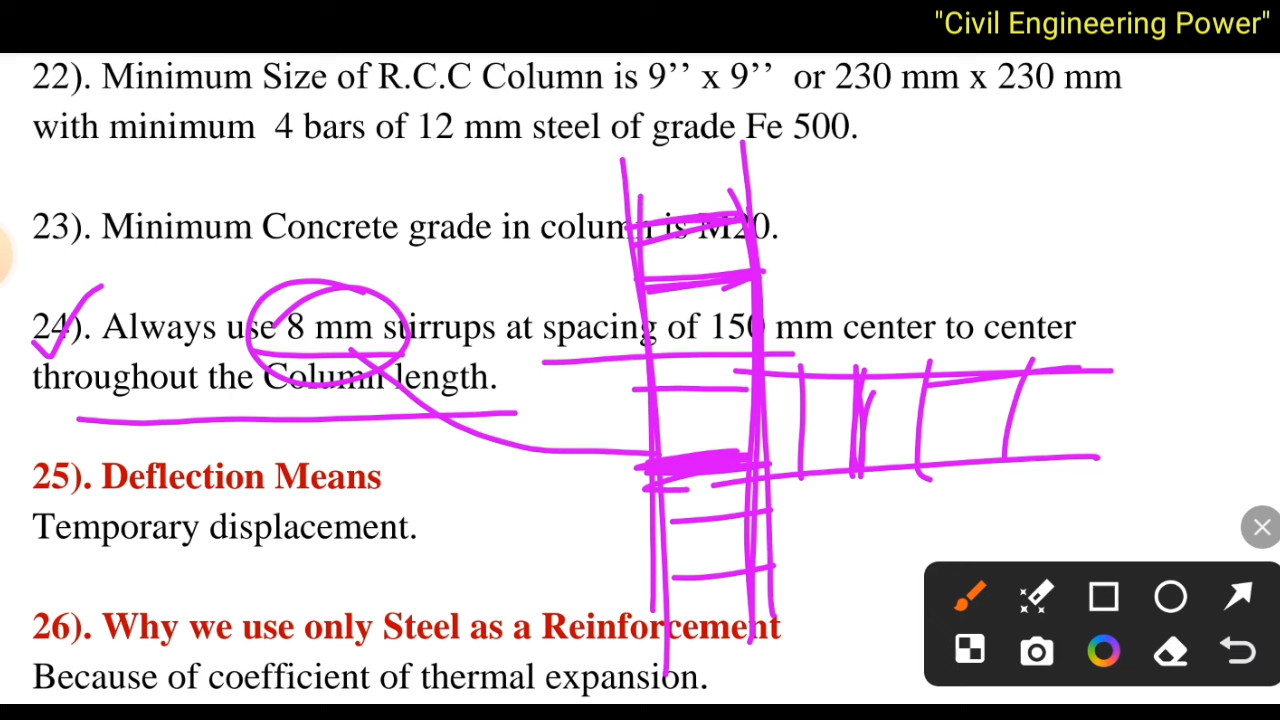 "Civil Engineering Power"
22). Minimum Size of R.C.C Column is 9’’ x 9’’ or 230 mm x 230 mm
with minimum 4 bars of 12 mm steel of grade Fe 500.
23). Minimum Concrete grade in column is M20.
24). Always use 8 mm stirrups at spacing of 150 mm center to center
throughout the Column length.
25). Deflection Means
Temporary displacement.
26). Why we use only Steel as a Reinforcement
Because of coefficient of thermal expansion.